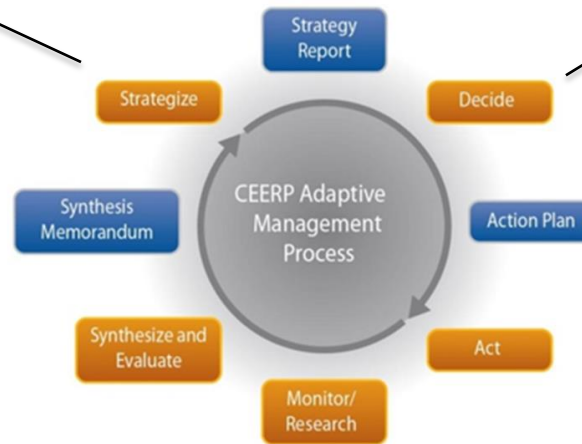 Strategy
Report
Strategize
Decide
CEERP Adaptive
Management
Process
Synthesis
Memorandum
Action Plan
Synthesize and
Evaluate
Act
Monitor/
Research